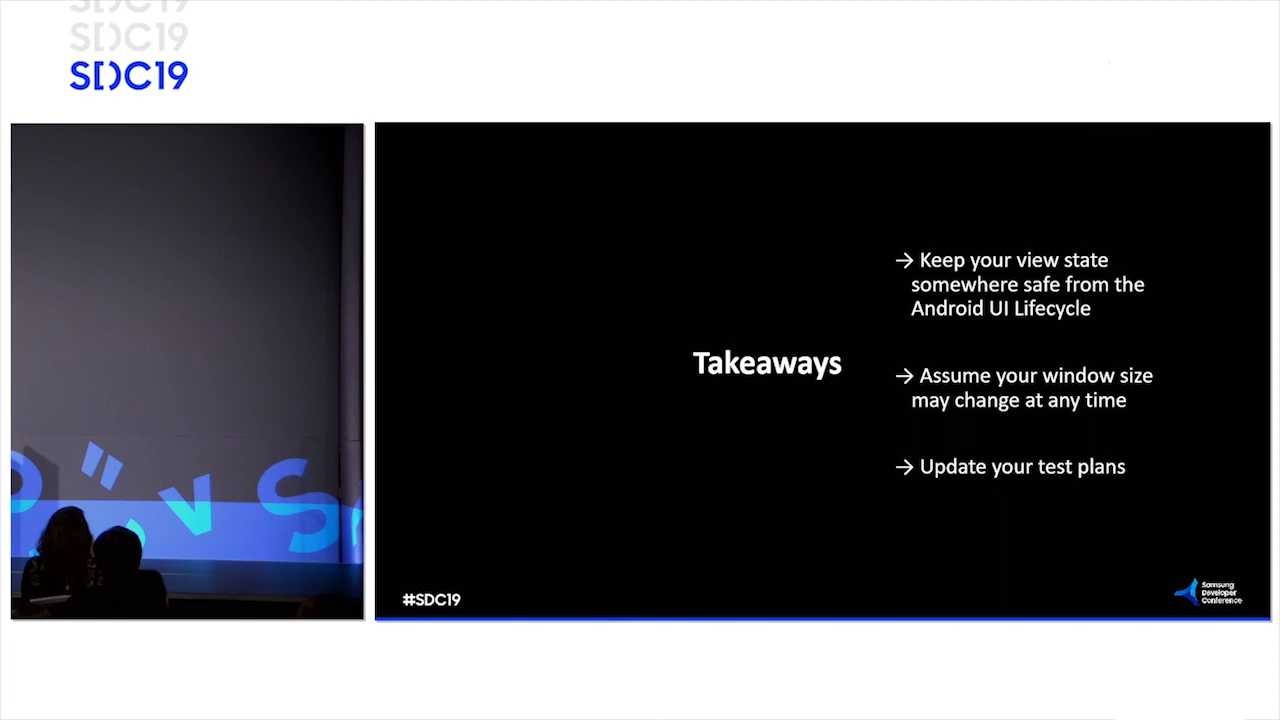 SDC19
SDC19
SDC19
→ Keep your view state
somewhere safe from the
Android UI Lifecycle
Takeaways
→ Assume your window size
may change at any time
→ Update your test plans
#SDC19
Samsung
Developer
Conference